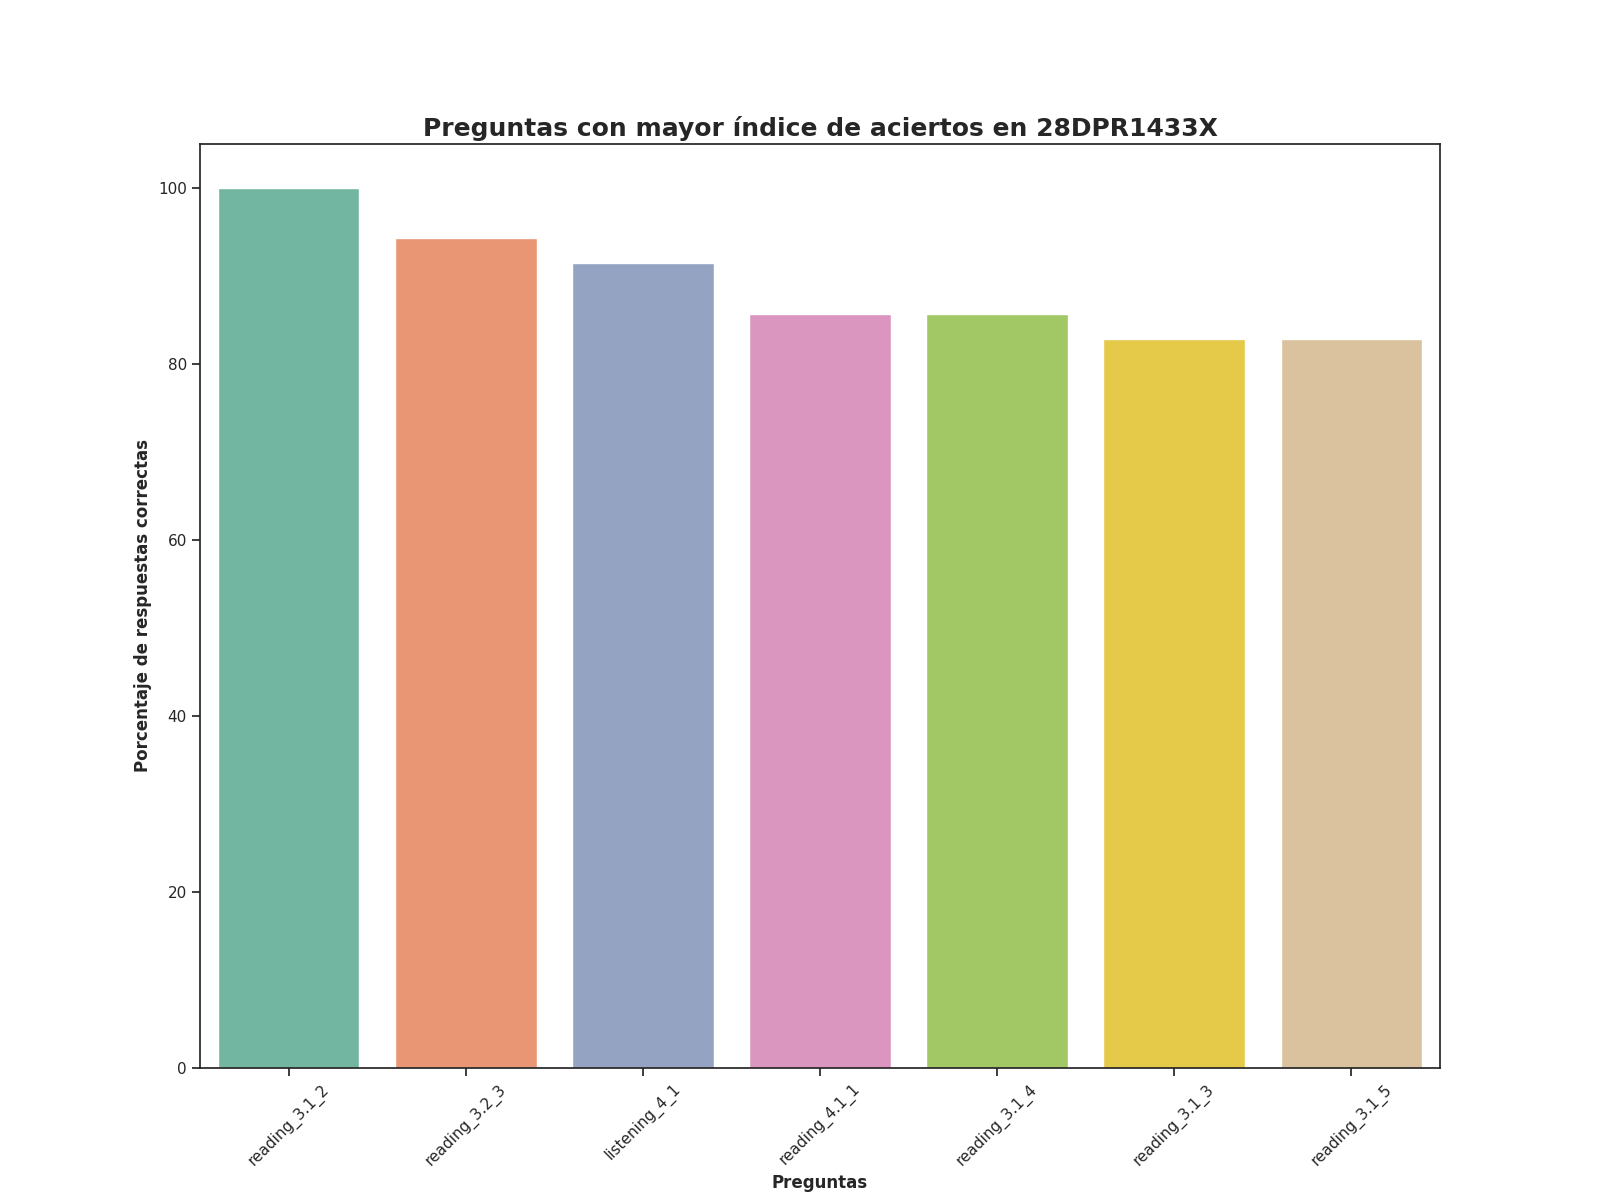 Preguntas con mayor índice de aciertos en 28DPR1433X
Porcentaje de respuestas correctas
100
80
60
40
20
0
reading_3.1_2
reading_3.2_3
listening_4_1
reading_4.1_1
reading_3.1_4
reading_3.1_3
reading_3.1_5
Preguntas